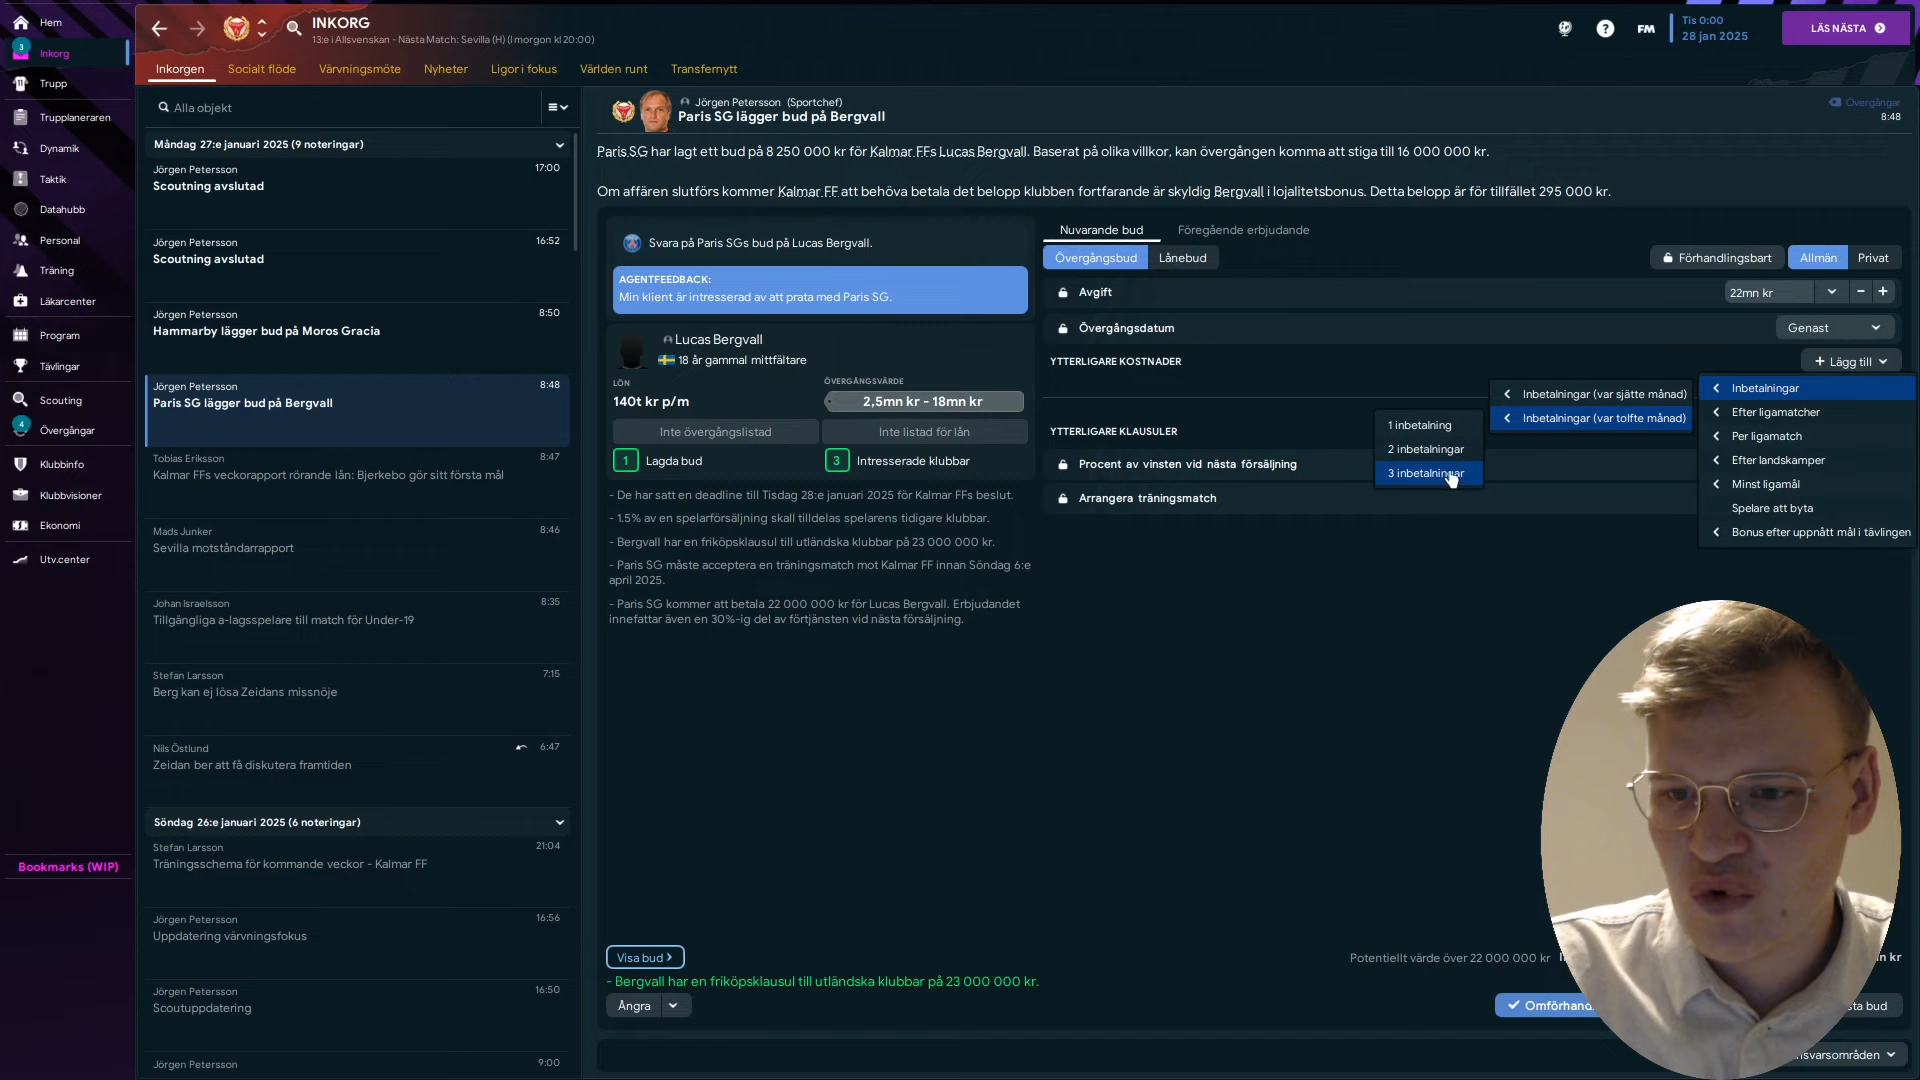 Hem
3
Inkorg
Trupp
Trupplaneraren
Dynamik
Taktik
Datahubb
Personal
Träning
Läkarcenter
Program
Tävlingar
Scouting
4
Övergångar
Klubbinfo
Klubbvisioner
Ekonomi
Utv.center
Bookmarks (WIP)
INKORG
13:e i Allsvenskan - Nästa Match: Sevilla (H) (I morgon kl 20:00)
FM
Tis 0:00
28 jan 2025
LÄS NÄSTA
Inkorgen
Socialt flöde
Värvningsmöte
Nyheter
Ligor i fokus
Världen runt
Transfernytt
Alla objekt
Måndag 27:e januari 2025 (9 noteringar)
Jörgen Petersson 17:00
Scoutning avslutad
Jörgen Petersson 16:52
Scoutning avslutad
Jörgen Petersson 8:50
Hammarby lägger bud på Moros Gracia
Jörgen Petersson 8:48
Paris SG lägger bud på Bergvall
Tobias Eriksson 8:47
Kalmar FFs veckorapport rörande lån: Bjerkebo gör sitt första mål
Mads Junker 8:46
Sevilla motståndarrapport
Johan Israelsson 8:35
Tillgängliga a-lagsspelare till match för Under-19
Stefan Larsson 7:15
Berg kan ej lösa Zeidans missnöje
Nils Östlund 6:47
Zeidan ber att få diskutera framtiden
Söndag 26:e januari 2025 (6 noteringar)
Stefan Larsson 21:04
Träningsschema för kommande veckor - Kalmar FF
Jörgen Petersson 16:56
Uppdatering värvningsfokus
Jörgen Petersson 16:50
Scoutuppdatering
Jörgen Petersson 9:00
Jörgen Petersson (Sportchef)
Paris SG lägger bud på Bergvall
Övergångar
8:48
Paris SG har lagt ett bud på 8 250 000 kr för Kalmar FFs Lucas Bergvall. Baserat på olika villkor, kan övergången komma att stiga till 16 000 000 kr.
Om affären slutförs kommer Kalmar FF att behöva betala det belopp klubben fortfarande är skyldig Bergvall i lojalitetsbonus. Detta belopp är för tillfället 295 000 kr.
Svara på Paris SGs bud på Lucas Bergvall.
AGENTFEEDBACK:
Min klient är intresserad av att prata med Paris SG.
Lucas Bergvall
18 år gammal mittfältare
LÖN
140t kr p/m
ÖVERGÅNGSVÄRDE
2,5mn kr - 18mn kr
Inte övergångslistad
Inte listad för lån
1 Lagda bud
3 Intresserade klubbar
- De har satt en deadline till Tisdag 28:e januari 2025 för Kalmar FFs beslut.
- 1.5% av en spelarförsäljning skall tilldelas spelarens tidigare klubbar.
- Bergvall har en friköpsklausul till utländska klubbar på 23 000 000 kr.
- Paris SG måste acceptera en träningsmatch mot Kalmar FF innan Söndag 6:e
april 2025.
- Paris SG kommer att betala 22 000 000 kr för Lucas Bergvall. Erbjudandet
innefattar även en 30%-ig del av förtjänsten vid nästa försäljning.
Visa bud
- Bergvall har en friköpsklausul till utländska klubbar på 23 000 000 kr.
Ångra
Nuvarande bud
Föregående erbjudande
Övergångsbud
Lånebud
Förhandlingsbart
Allmän
Privat
Avgift
22mn kr
Övergångsdatum
Genast
YTTERLIGARE KOSTNADER
Lägg till
Inbetalningar
Efter ligamatcher
Per ligamatch
Efter landskamper
Minst ligamål
Spelare att byta
Bonus efter uppnått mål i tävlingen
Inbetalningar (var sjätte månad)
Inbetalningar (var tolfte månad)
1 inbetalning
2 inbetalningar
3 inbetalningar
YTTERLIGARE KLAUSULER
Procent av vinsten vid nästa försäljning
Arrangera träningsmatch
Potentiellt värde över 22 000 000 kr
kr
bud